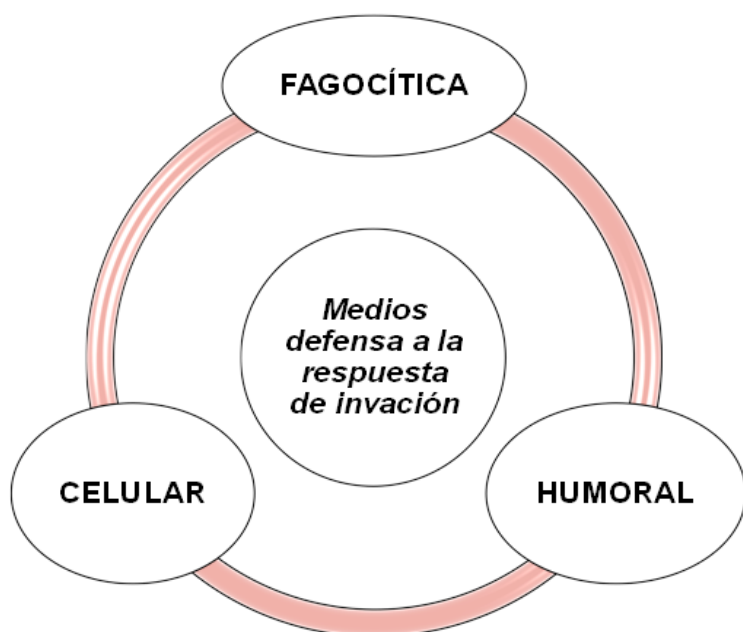 FAGOCÍTICA
Medios
defensa a la
respuesta
de invación
CELULAR
HUMORAL